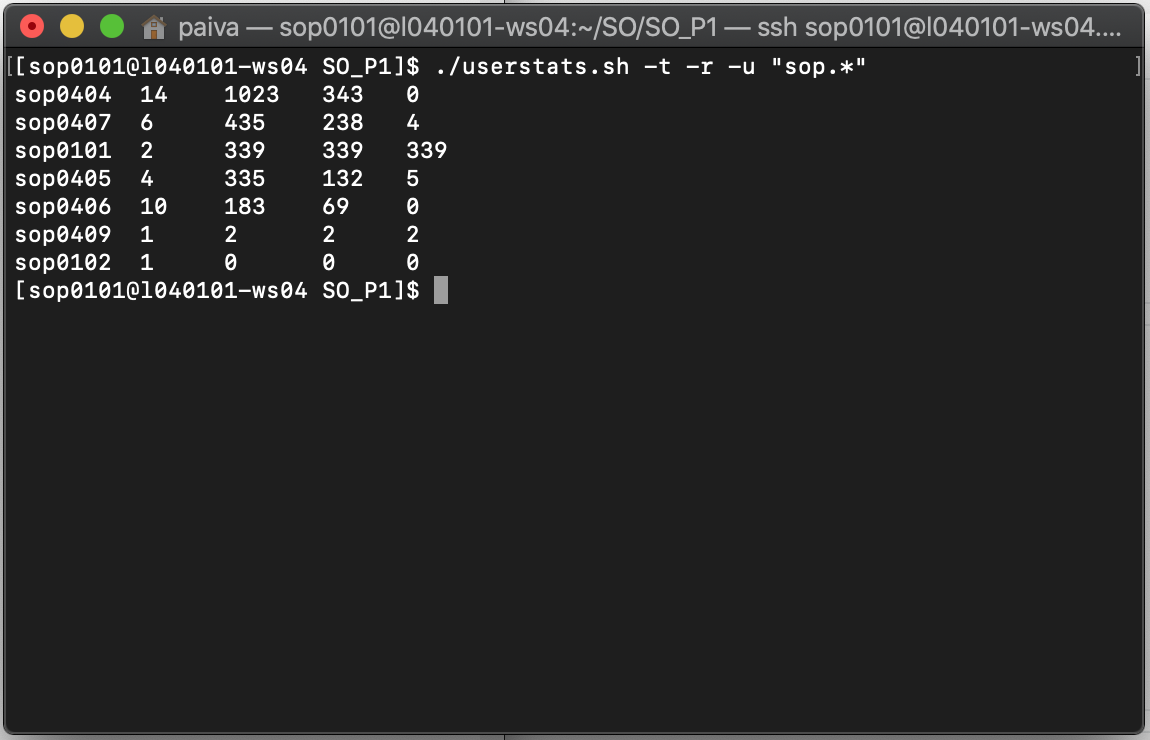 paiva — sop0101@l040101-ws04:~/SO/SO_P1 — ssh sop0101@l040101-ws04....
[[sop0101@l040101-ws04 SO_P1]$ ./userstats.sh -t -r -u "sop.*" ]
sop0404 14 1023 343 0
sop0407 6 435 238 4
sop0101 2 339 339 339
sop0405 4 335 132 5
sop0406 10 183 69 0
sop0409 1 2 2 2
sop0102 1 0 0 0
[sop0101@l040101-ws04 SO_P1]$